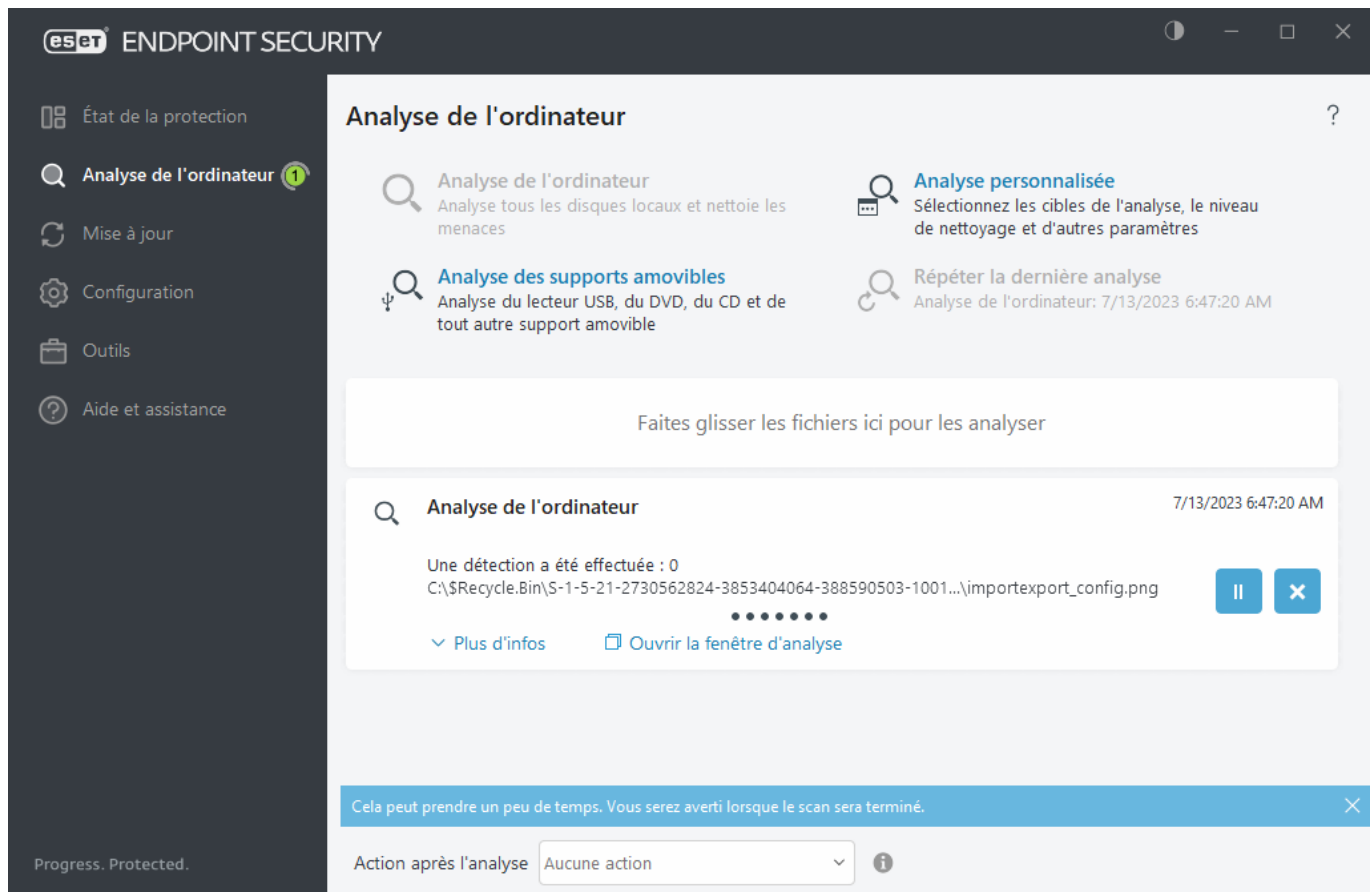 eset ENDPOINT SECURITY
État de la protection
Analyse de l'ordinateur 1
Mise à jour
Configuration
Outils
Aide et assistance
Progress. Protected.
Analyse de l'ordinateur
?
Analyse de l'ordinateur
Analyse tous les disques locaux et nettoie les
menaces
Analyse personnalisée
Sélectionnez les cibles de l'analyse, le niveau
de nettoyage et d'autres paramètres
Analyse des supports amovibles
Analyse du lecteur USB, du DVD, du CD et de
tout autre support amovible
Répéter la dernière analyse
Analyse de l'ordinateur: 7/13/2023 6:47:20 AM
Faites glisser les fichiers ici pour les analyser
Analyse de l'ordinateur
7/13/2023 6:47:20 AM
Une détection a été effectuée : 0
C:\$Recycle.Bin\S-1-5-21-2730562824-3853404064-388590503-1001...\importexport_config.png
Plus d'infos
Ouvrir la fenêtre d'analyse
Cela peut prendre un peu de temps. Vous serez averti lorsque le scan sera terminé.
Action après l'analyse Aucune action